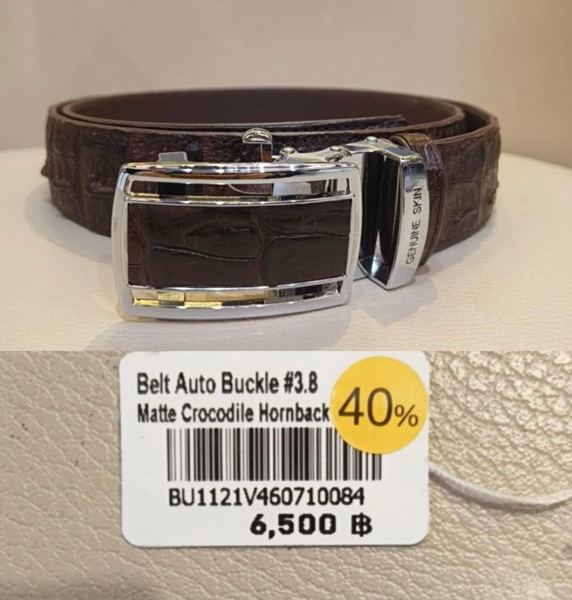 GENUINE SKIN
Belt Auto Buckle #3.8
Matte Crocodile Hornback
40%
BU1121V460710084
6,500 ฿